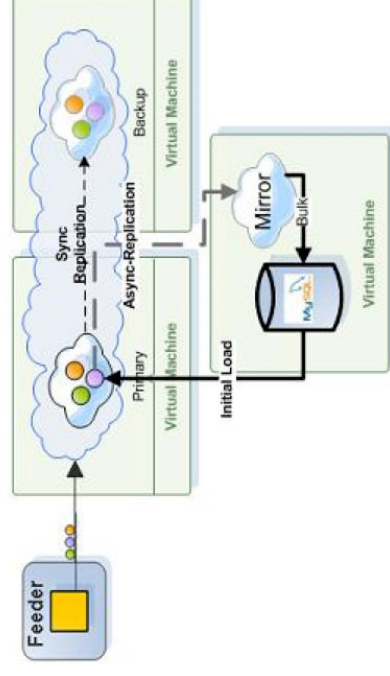 Feeder
Primary
Virtual Machine
Sync
Replication
Async-Replication
Backup
Virtual Machine
Initial Load
MySQL
Bulk
Mirror
Virtual Machine